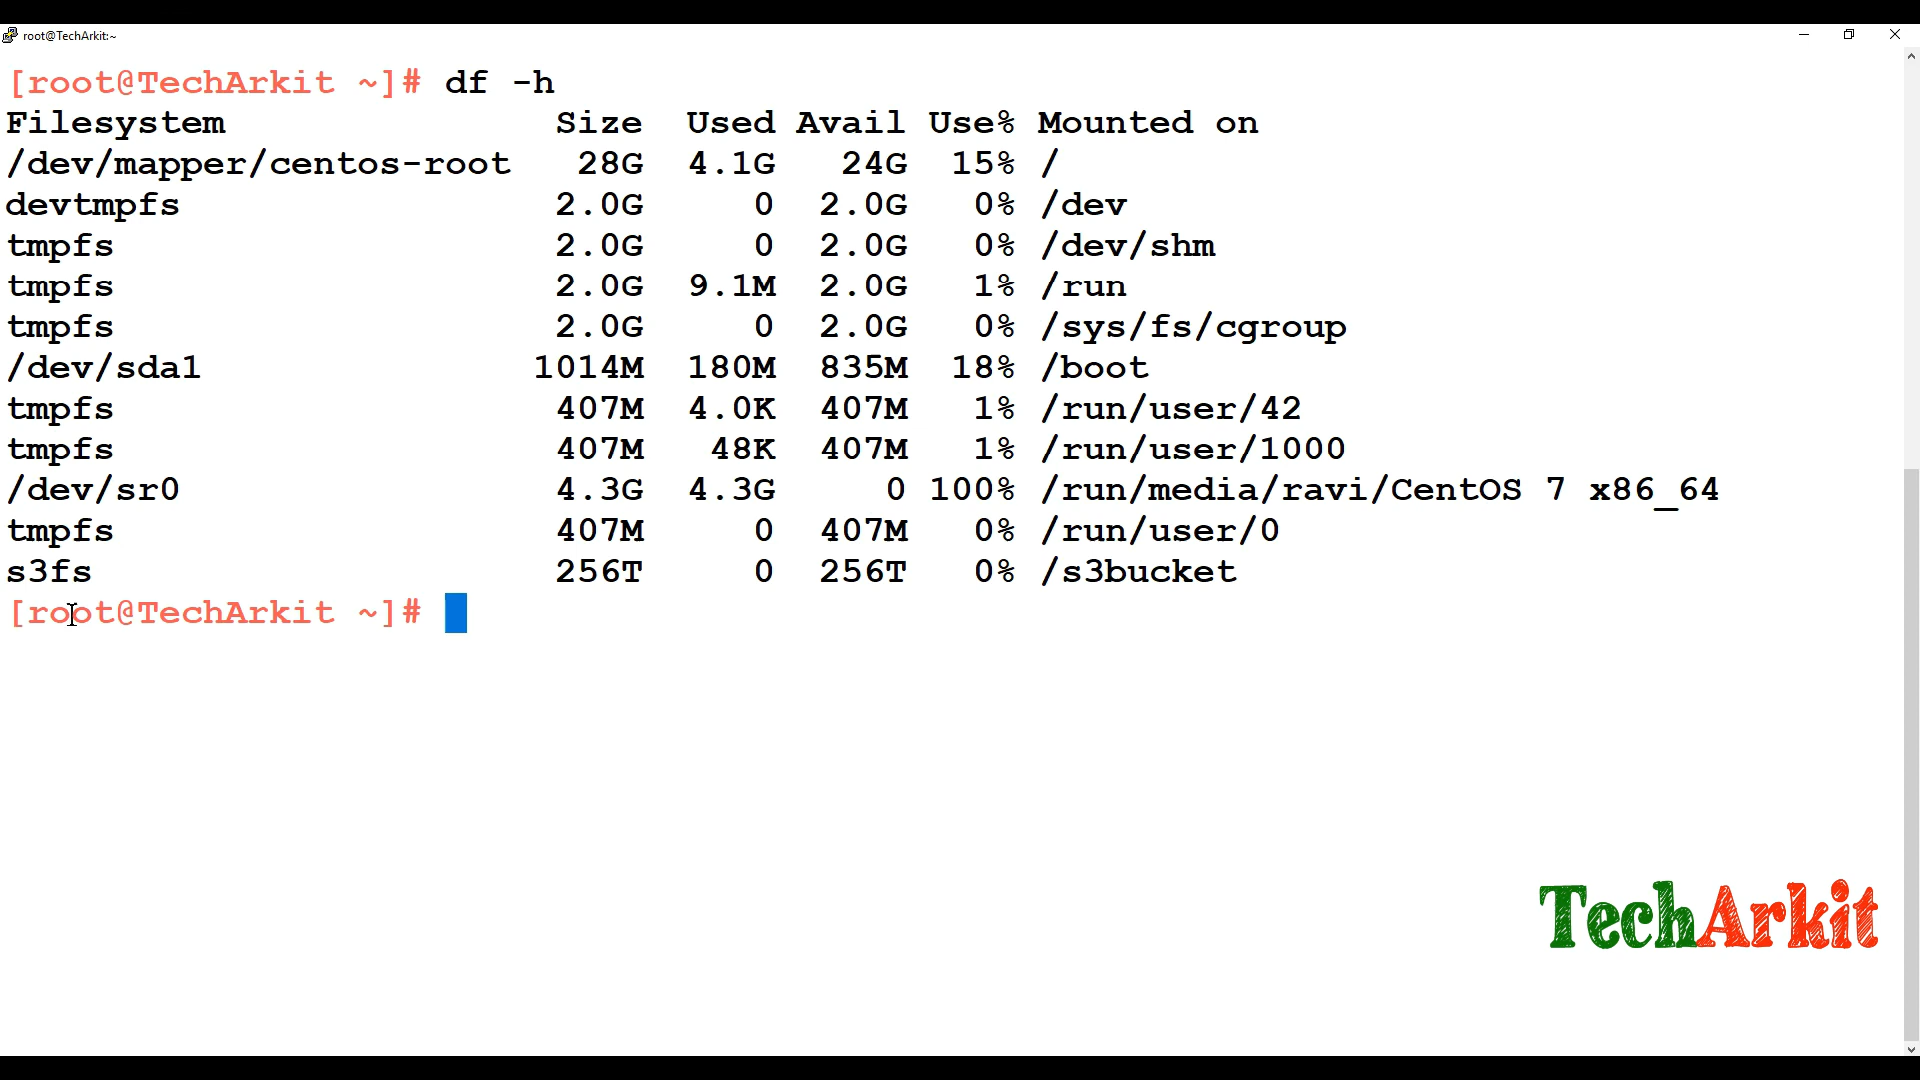 root@TechArkit:~
[root@TechArkit ~]# df -h
Filesystem Size Used Avail Use% Mounted on
/dev/mapper/centos-root 28G 4.1G 24G 15% /
devtmpfs 2.0G 0 2.0G 0% /dev
tmpfs 2.0G 0 2.0G 0% /dev/shm
tmpfs 2.0G 9.1M 2.0G 1% /run
tmpfs 2.0G 0 2.0G 0% /sys/fs/cgroup
/dev/sda1 1014M 180M 835M 18% /boot
tmpfs 407M 4.0K 407M 1% /run/user/42
tmpfs 407M 48K 407M 1% /run/user/1000
/dev/sr0 4.3G 4.3G 0 100% /run/media/ravi/CentOS 7 x86_64
tmpfs 407M 0 407M 0% /run/user/0
s3fs 256T 0 256T 0% /s3bucket
[root@TechArkit ~]#
TechArkit